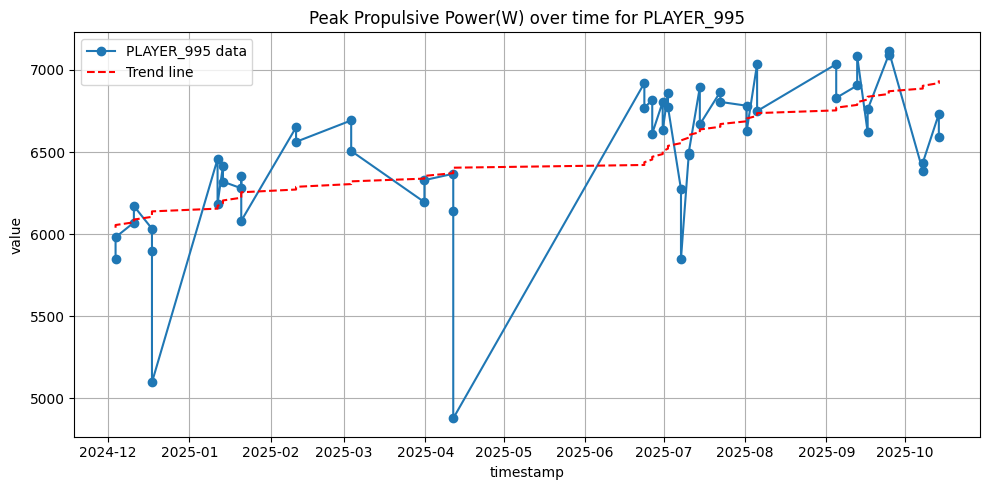 Peak Propulsive Power(W) over time for PLAYER_995
PLAYER_995 data
Trend line
value
7000
6500
6000
5500
5000
2024-12 2025-01 2025-02 2025-03 2025-04 2025-05 2025-06 2025-07 2025-08 2025-09 2025-10
timestamp